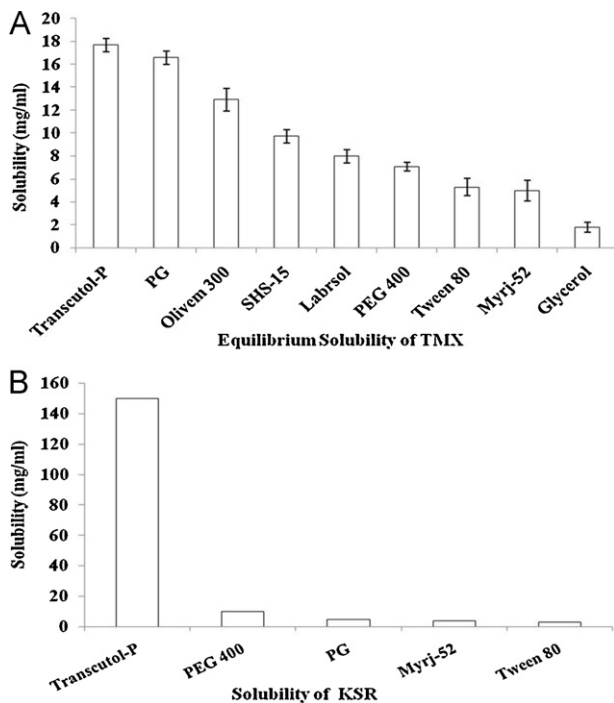 A
Solubility (mg/ml)
20
18
16
14
12
10
8
6
4
2
0
Transcutol-P
PG
Olivem 300
SHS-15
Labrsol
PEG 400
Tween 80
Myrj-52
Glycerol
Equilibrium Solubility of TMX
B
Solubility (mg/ml)
160
140
120
100
80
60
40
20
0
Transcutol-P
PEG 400
PG
Myrj-52
Tween 80
Solubility of KSR